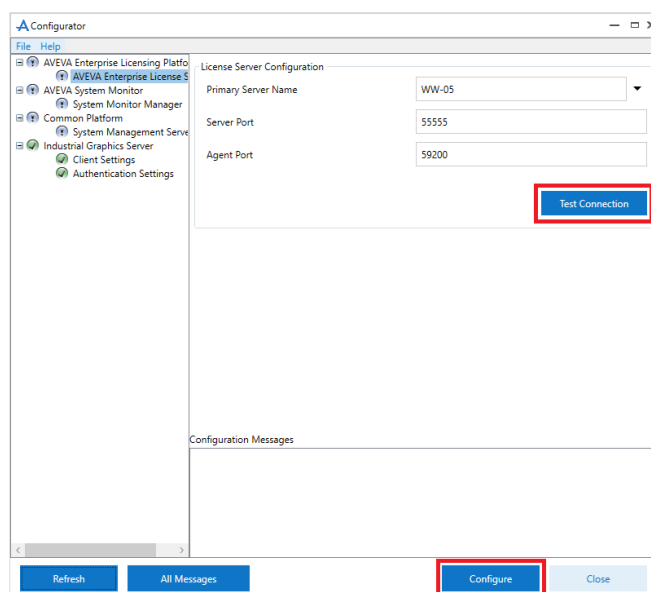 Configurator
File Help
AVEVA Enterprise Licensing Platfo
AVEVA Enterprise License S
AVEVA System Monitor
System Monitor Manager
Common Platform
System Management Serve
Industrial Graphics Server
Client Settings
Authentication Settings
License Server Configuration
Primary Server Name WW-05
Server Port 55555
Agent Port 59200
Test Connection
Configuration Messages
Refresh All Messages Configure Close